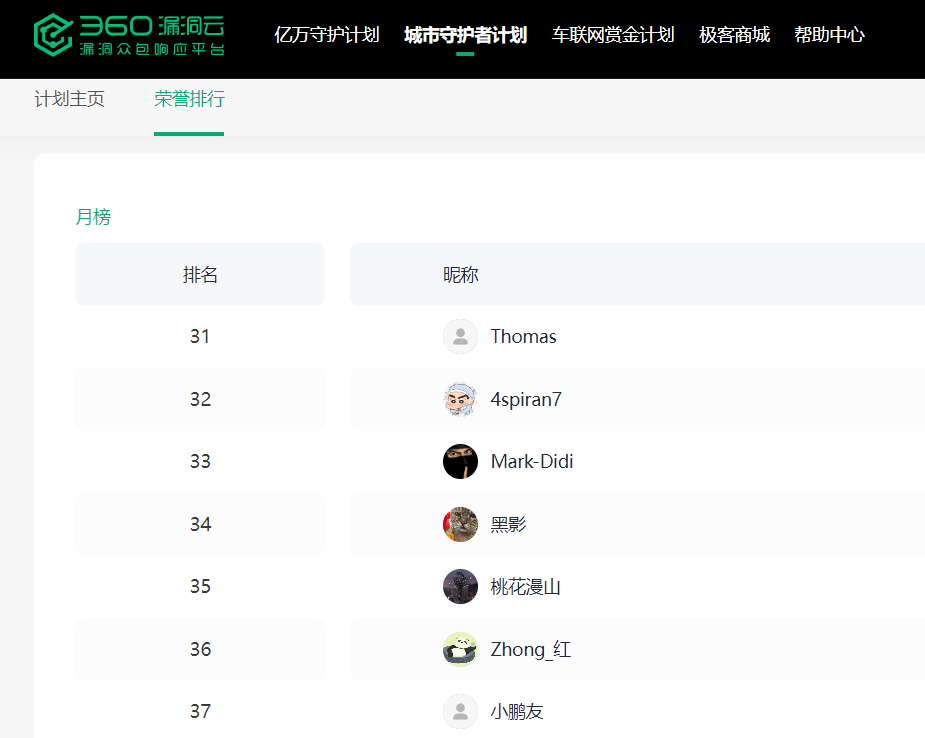 360 漏洞云
漏洞众包响应平台
亿万守护计划 城市守护者计划 车联网赏金计划 极客商城 帮助中心
计划主页 荣誉排行
月榜
排名 昵称
31 Thomas
32 4spiran7
33 Mark-Didi
34 黑影
35 桃花漫山
36 Zhong_红
37 小鹏友